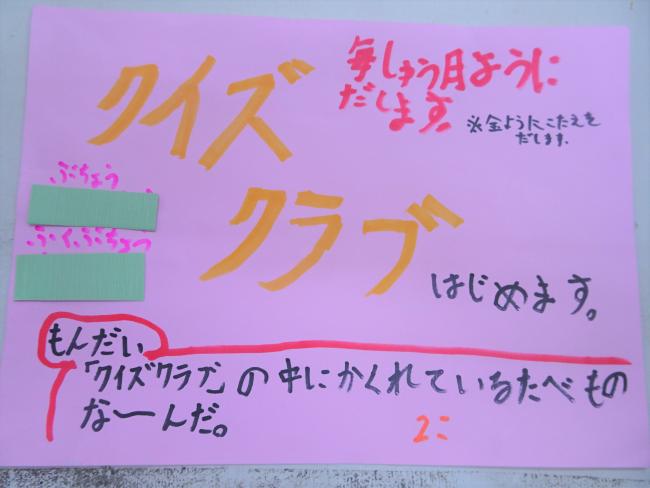 クイズ
クラブ
毎しゅう月ように
だします。
※金ようにこたえを
だします。
ぶちょう
ふくぶちょう
はじめます。
もんだい
「クイズクラブ」の中にかくれているたべもの
な〜んだ。
2こ